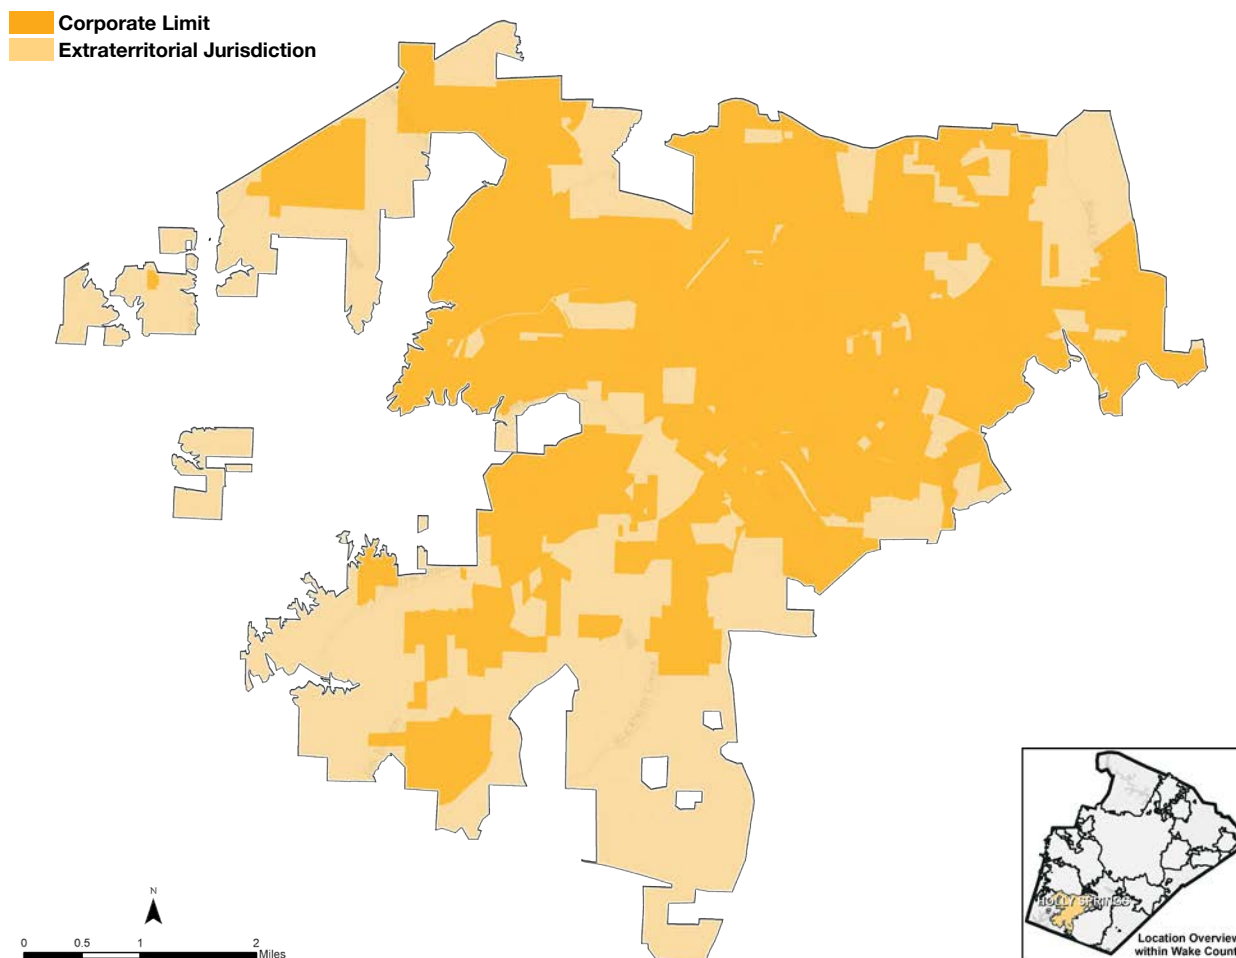 Corporate Limit
Extraterritorial Jurisdiction
N
0 0.5 1 2
Miles
HOLLY SPRINGS
Location Overview
within Wake Count